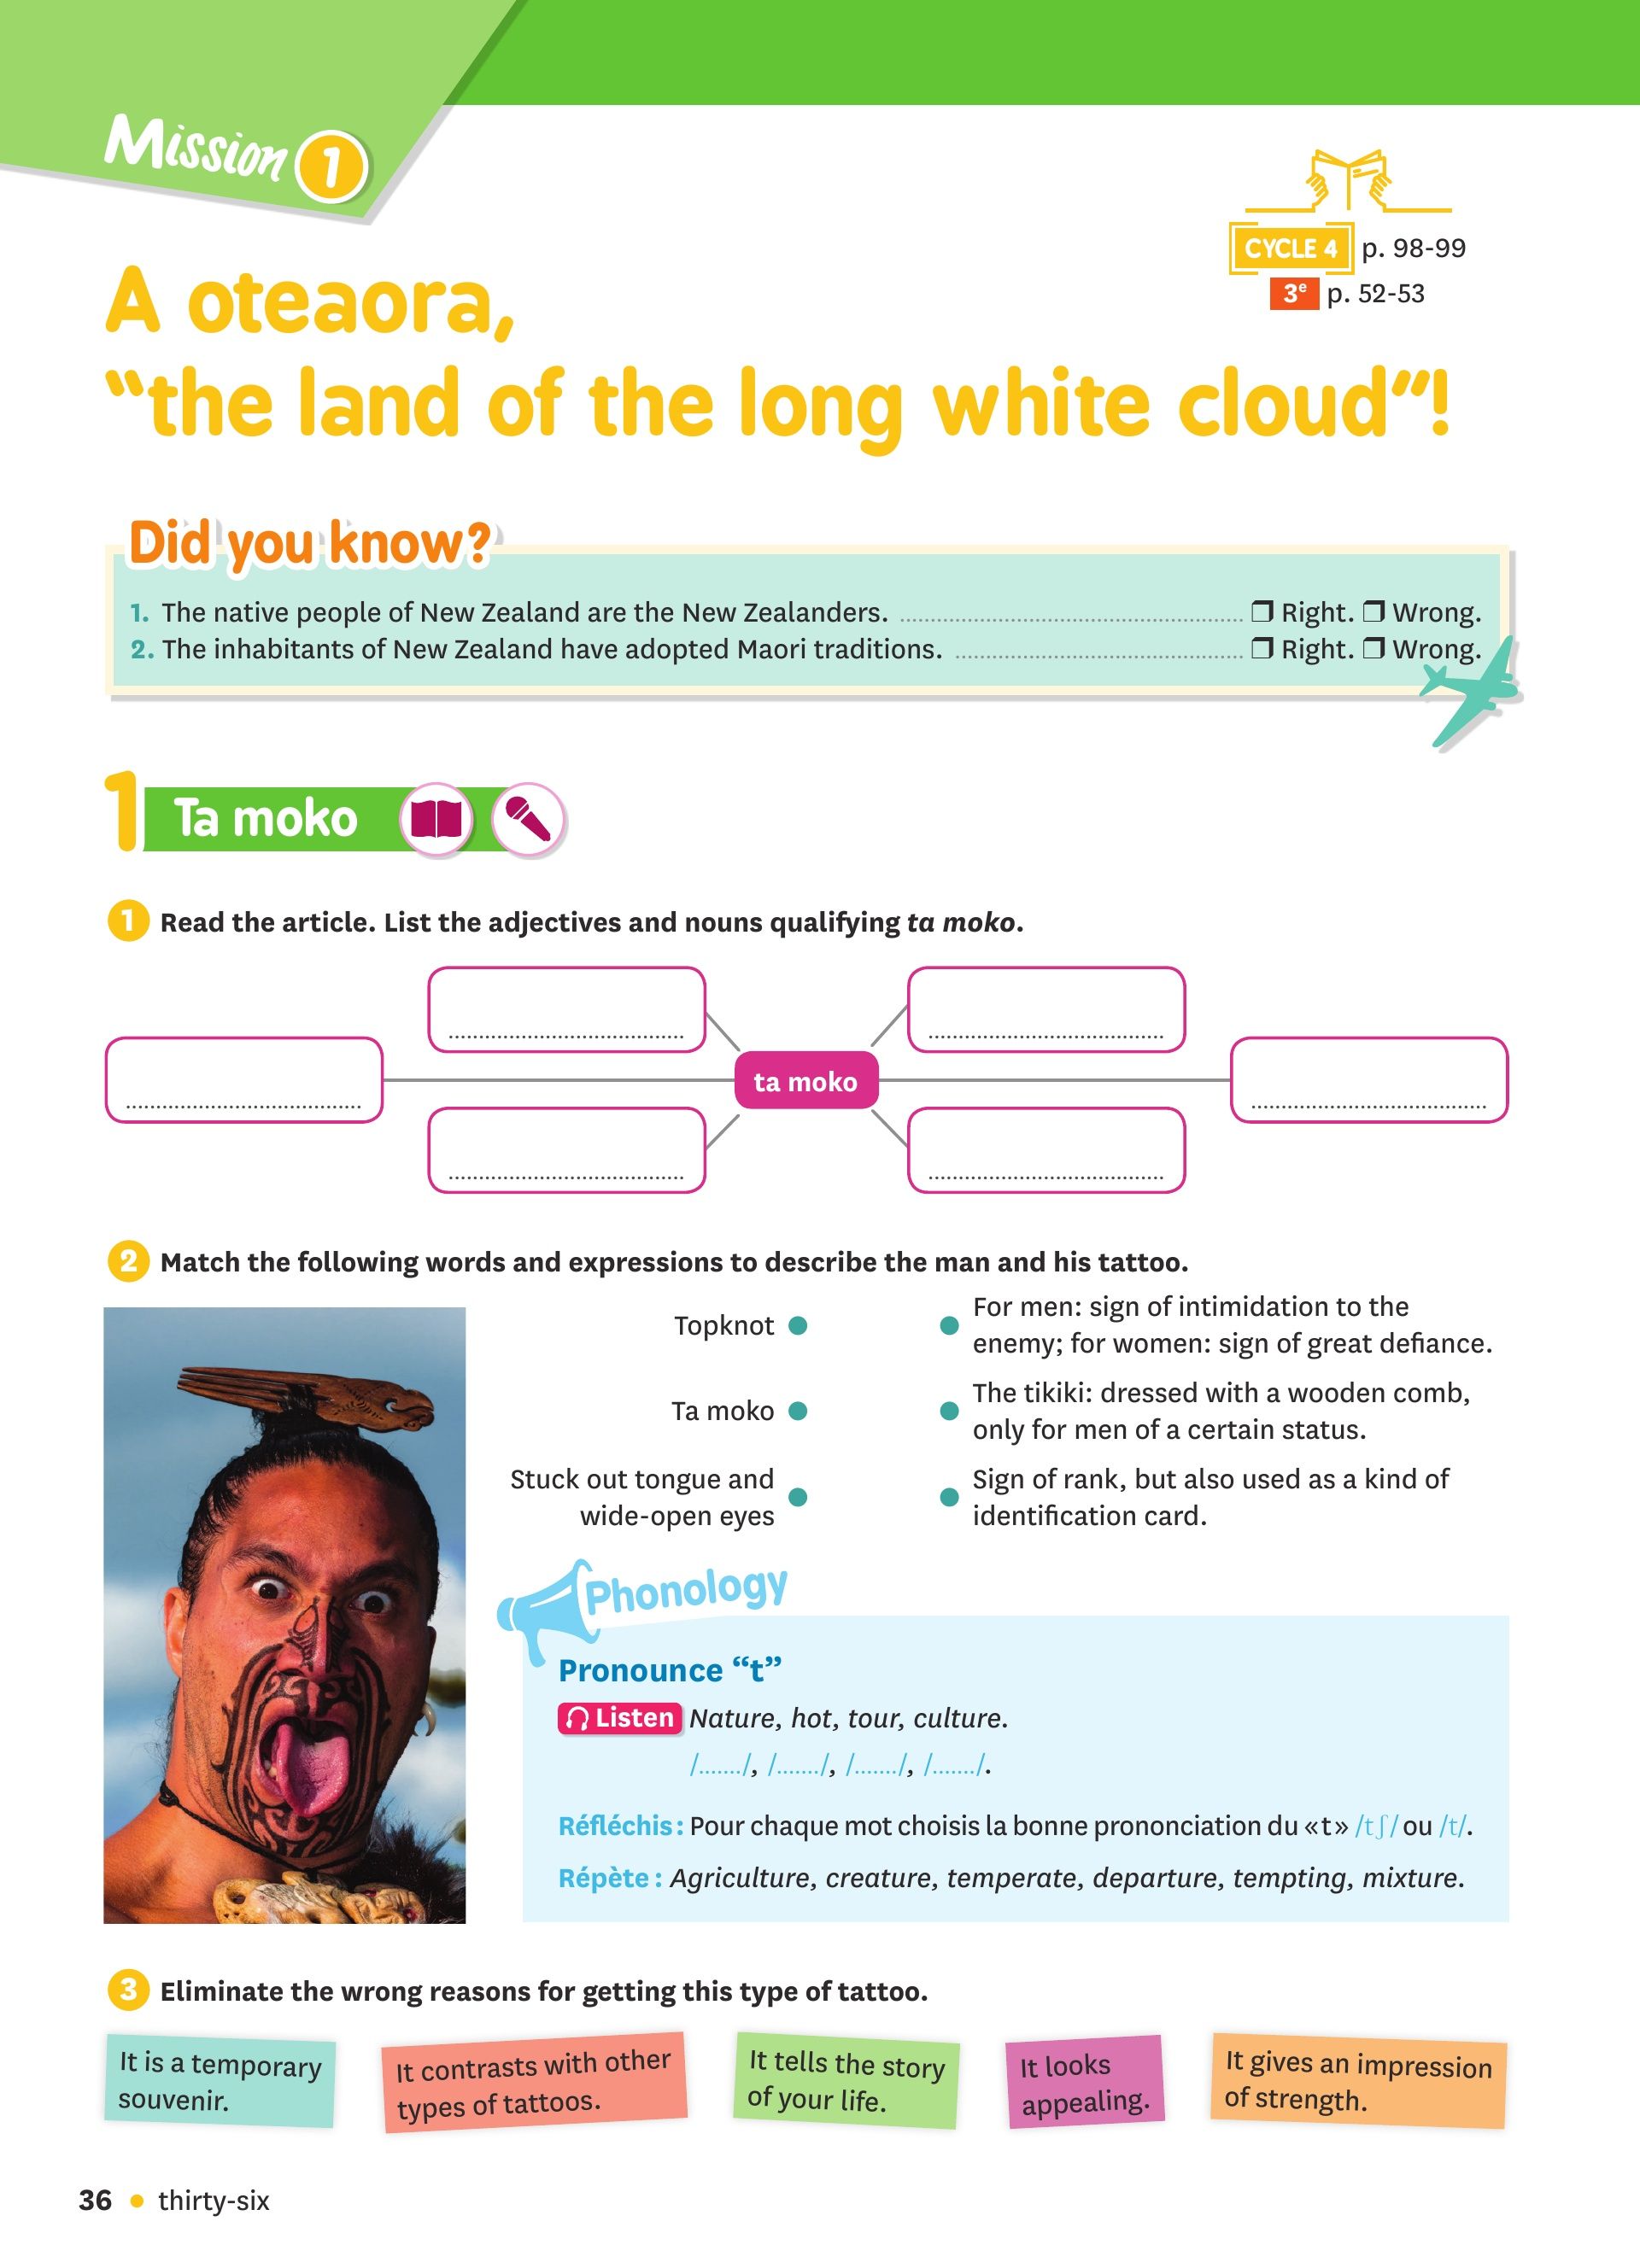 Mission 1
CYCLE 4 p. 98-99
3e p. 52-53
A oteaora,
"the land of the long white cloud"!
Did you know?
1. The native people of New Zealand are the New Zealanders. ............ ❒ Right. ❒ Wrong.
2. The inhabitants of New Zealand have adopted Maori traditions. ............ ❒ Right. ❒ Wrong.
1 Ta moko
1 Read the article. List the adjectives and nouns qualifying ta moko.
ta moko
2 Match the following words and expressions to describe the man and his tattoo.
Topknot
Ta moko
Stuck out tongue and
wide-open eyes
For men: sign of intimidation to the
enemy; for women: sign of great defiance.
The tikiki: dressed with a wooden comb,
only for men of a certain status.
Sign of rank, but also used as a kind of
identification card.
Phonology
Pronounce “t”
Listen Nature, hot, tour, culture.
/......./, /......./, /......./, /......./.
Réfléchis : Pour chaque mot choisis la bonne prononciation du «t» /tʃ/ ou /t/.
Répète : Agriculture, creature, temperate, departure, tempting, mixture.
3 Eliminate the wrong reasons for getting this type of tattoo.
It is a temporary
souvenir.
It contrasts with other
types of tattoos.
It tells the story
of your life.
It looks
appealing.
It gives an impression
of strength.
36 • thirty-six